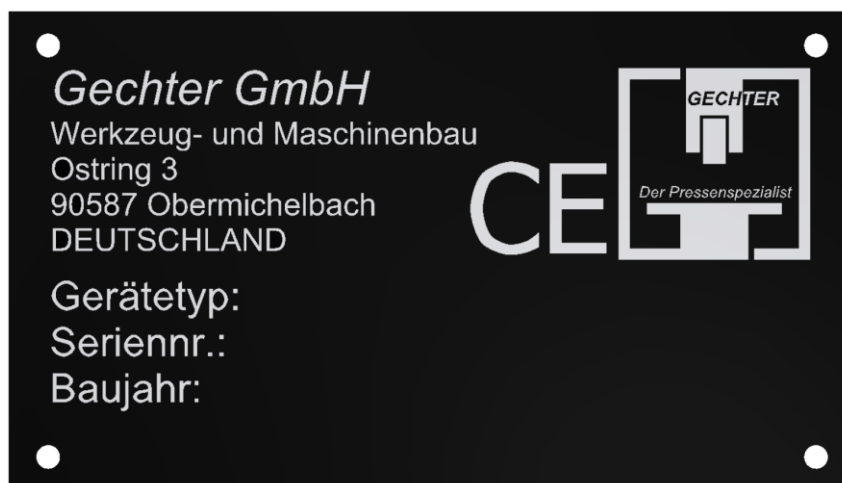 Gechter GmbH
Werkzeug- und Maschinenbau
Ostring 3
90587 Obermichelbach
DEUTSCHLAND
CE
GECHTER
Der Pressenspezialist
Gerätetyp:
Seriennr.:
Baujahr: